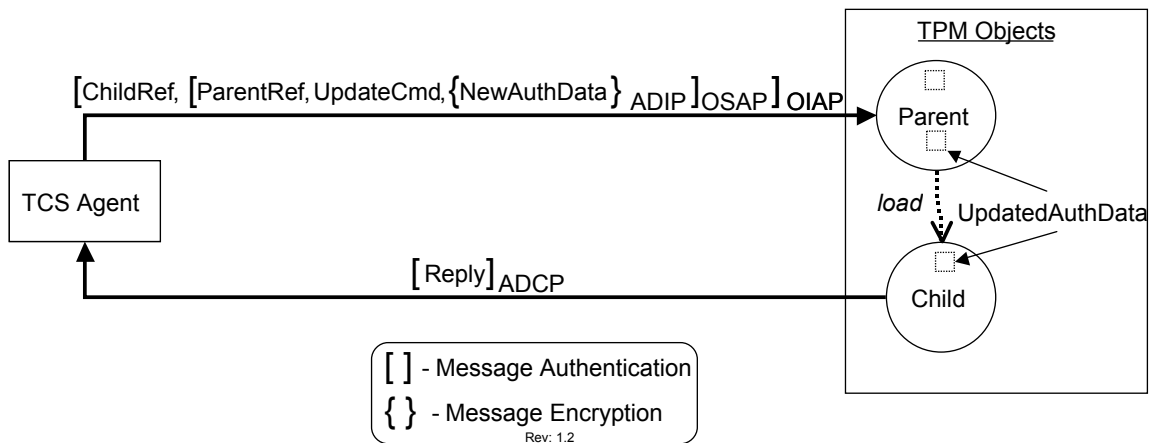 TPM Objects
[ChildRef, [ParentRef, UpdateCmd, {NewAuthData} ADIP ]OSAP ] OIAP
Parent
TCS Agent
load
UpdatedAuthData
[Reply]ADCP
Child
[ ] - Message Authentication
{ } - Message Encryption
Rev: 1.2